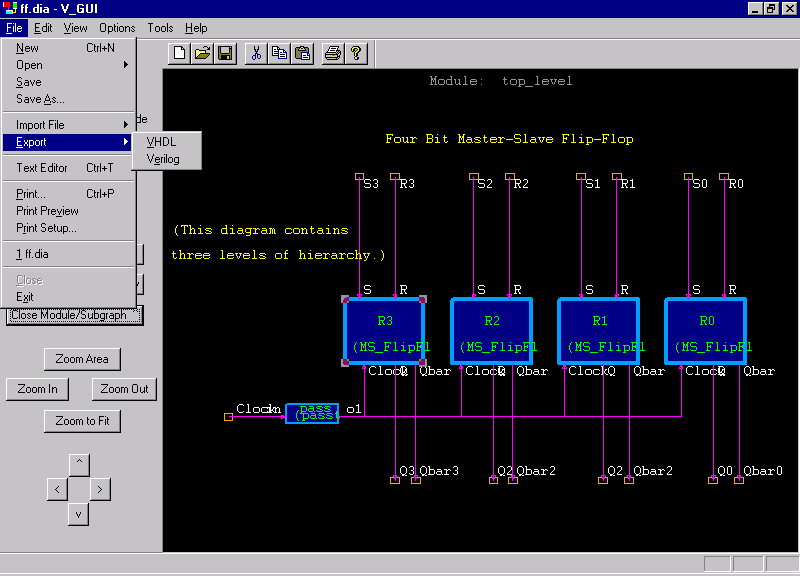 ff.dia - V_GUI
File Edit View Options Tools Help
New Ctrl+N
Open
Save
Save As...
Import File
Export
VHDL
Verilog
Text Editor Ctrl+T
Print... Ctrl+P
Print Preview
Print Setup...
1 ff.dia
Close
Exit
de
Close Module/Subgraph
Zoom Area
Zoom In Zoom Out
Zoom to Fit
^
< >
v
Module: top_level
Four Bit Master-Slave Flip-Flop
S3 R3 S2 R2 S1 R1 S0 R0
(This diagram contains
three levels of hierarchy.)
S R S R S R S R
R3 R2 R1 R0
(MS_FlipFl (MS_FlipFl (MS_FlipFl (MS_FlipFl
Clock Q Qbar Clock Q Qbar Clock Q Qbar Clock Q Qbar
Clock in pass o1
(pass
Q3 Qbar3 Q2 Qbar2 Q2 Qbar2 Q0 Qbar0